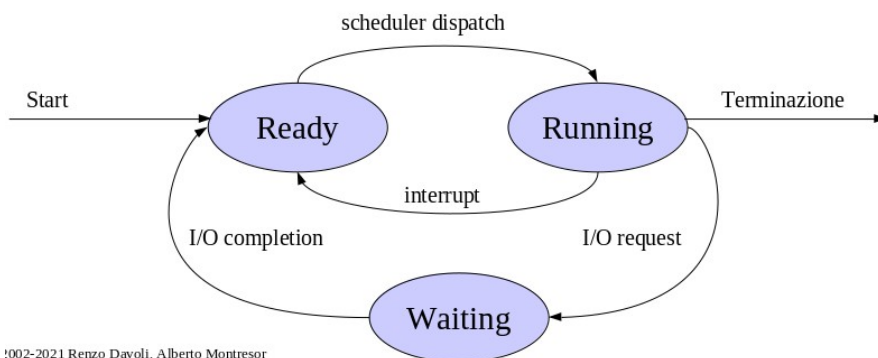 scheduler dispatch
Start
Terminazione
Ready
Running
interrupt
I/O completion
I/O request
Waiting
2002-2021 Renzo Davoli, Alberto Montresor